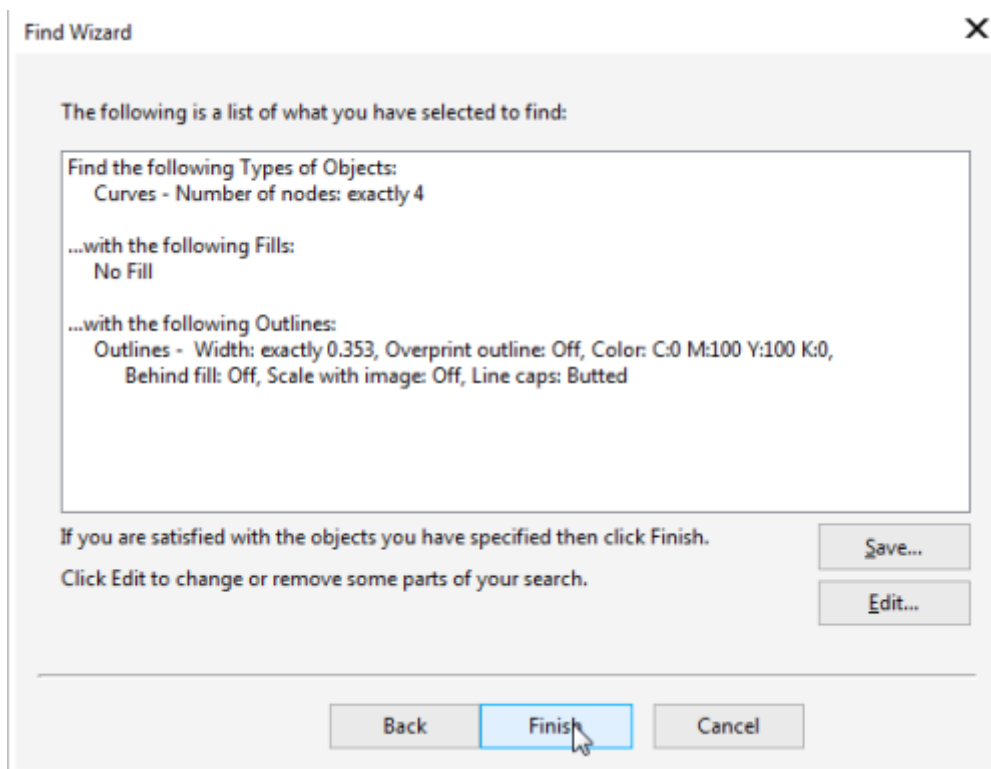 Find Wizard
The following is a list of what you have selected to find:
Find the following Types of Objects:
Curves - Number of nodes: exactly 4
...with the following Fills:
No Fill
...with the following Outlines:
Outlines -  Width: exactly 0.353, Overprint outline: Off, Color: C:0 M:100 Y:100 K:0,
Behind fill: Off, Scale with image: Off, Line caps: Butted
If you are satisfied with the objects you have specified then click Finish.
Save...
Click Edit to change or remove some parts of your search.
Edit...
Back Finish Cancel